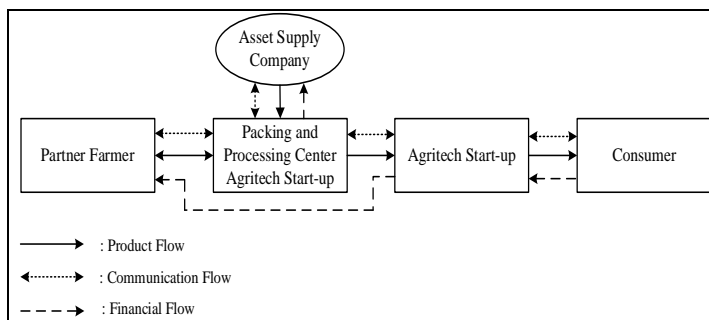 Asset Supply
Company
Partner Farmer
Packing and
Processing Center
Agritech Start-up
Agritech Start-up
Consumer
: Product Flow
: Communication Flow
: Financial Flow